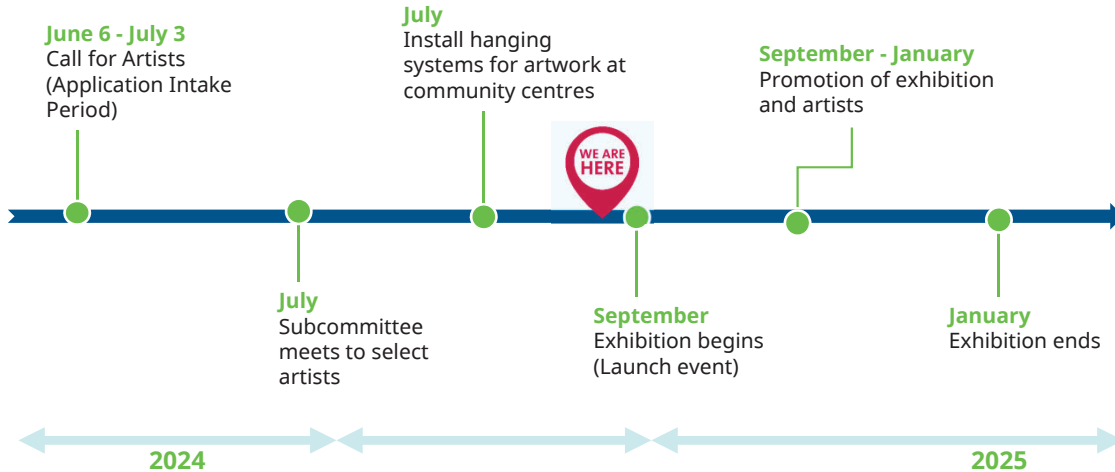 June 6 - July 3
Call for Artists
(Application Intake
Period)
July
Subcommittee
meets to select
artists
July
Install hanging
systems for artwork at
community centres
WE ARE
HERE
September
Exhibition begins
(Launch event)
September - January
Promotion of exhibition
and artists
January
Exhibition ends
2024
2025